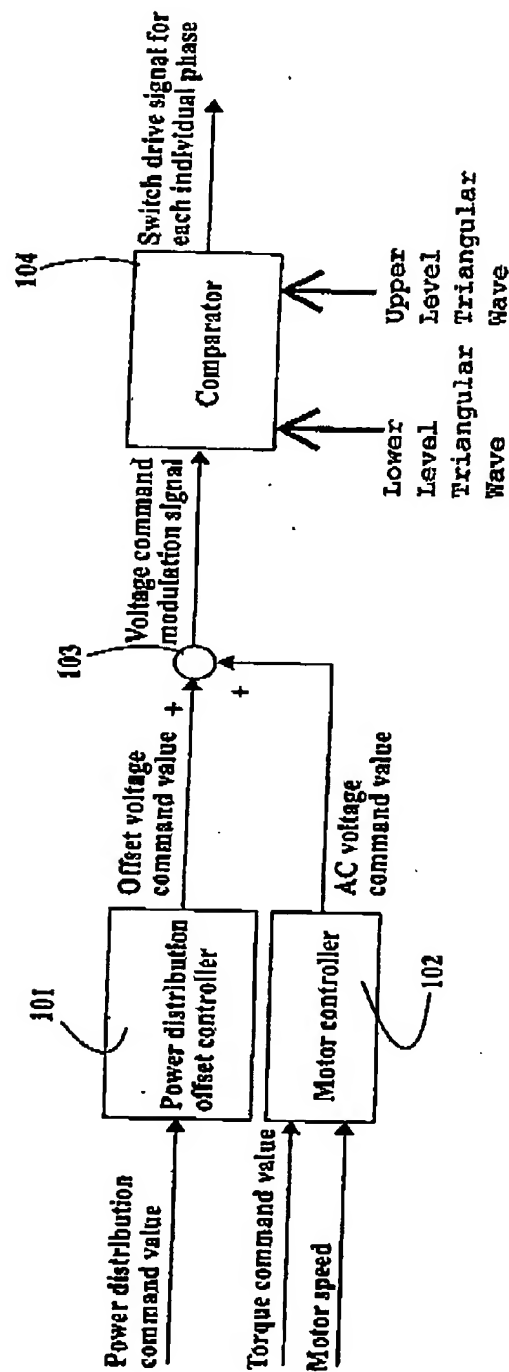 Power distribution
command value
Torque command value
Motor speed
101
Power distribution
offset controller
Motor controller
102
Offset voltage
command value
+
+
AC voltage
command value
103
Voltage command
modulation signal
104
Comparator
Lower
Level
Triangular
Wave
Upper
Level
Triangular
Wave
Switch drive signal for
each individual phase